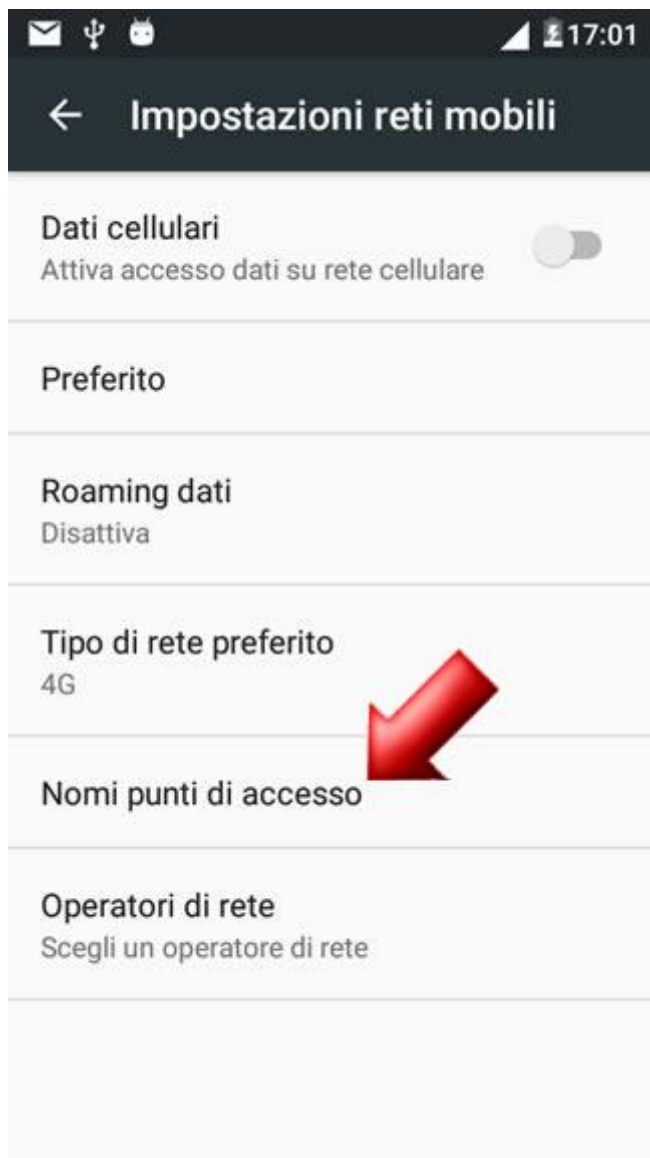 17:01
Impostazioni reti mobili
Dati cellulari
Attiva accesso dati su rete cellulare
Preferito
Roaming dati
Disattiva
Tipo di rete preferito
4G
Nomi punti di accesso
Operatori di rete
Scegli un operatore di rete